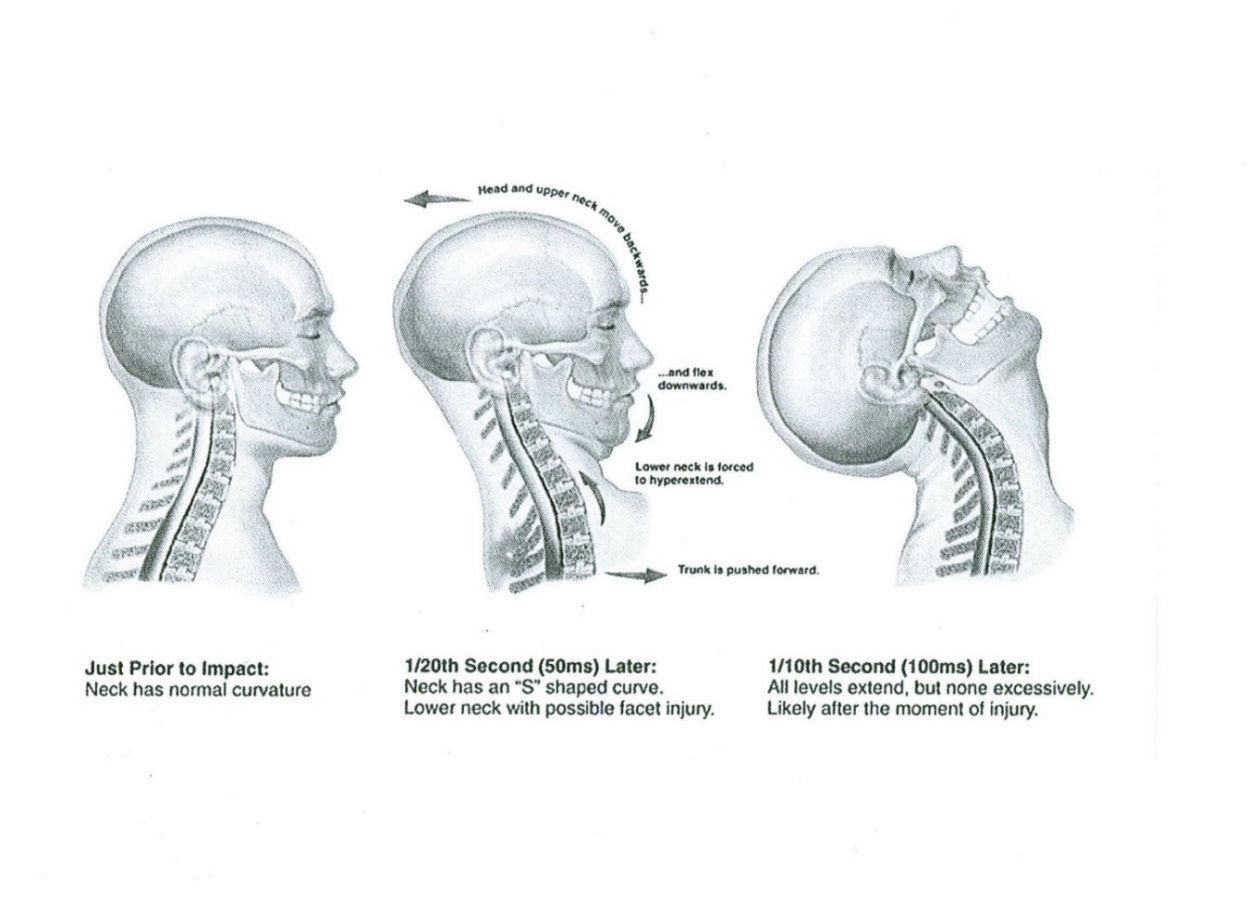 Head and upper neck move backwards...
...and flex
downwards.
Lower neck is forced
to hyperextend.
Trunk is pushed forward.
Just Prior to Impact:
Neck has normal curvature
1/20th Second (50ms) Later:
Neck has an "S" shaped curve.
Lower neck with possible facet injury.
1/10th Second (100ms) Later:
All levels extend, but none excessively.
Likely after the moment of injury.